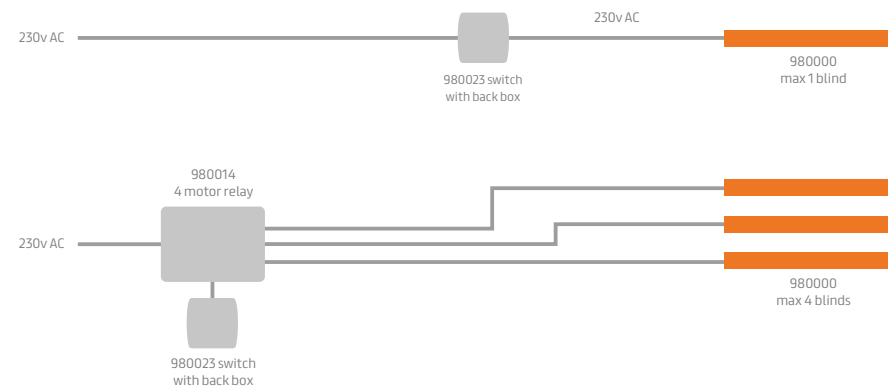 230v AC
230v AC
980023 switch
with back box
980000
max 1 blind
980014
4 motor relay
230v AC
980023 switch
with back box
980000
max 4 blinds